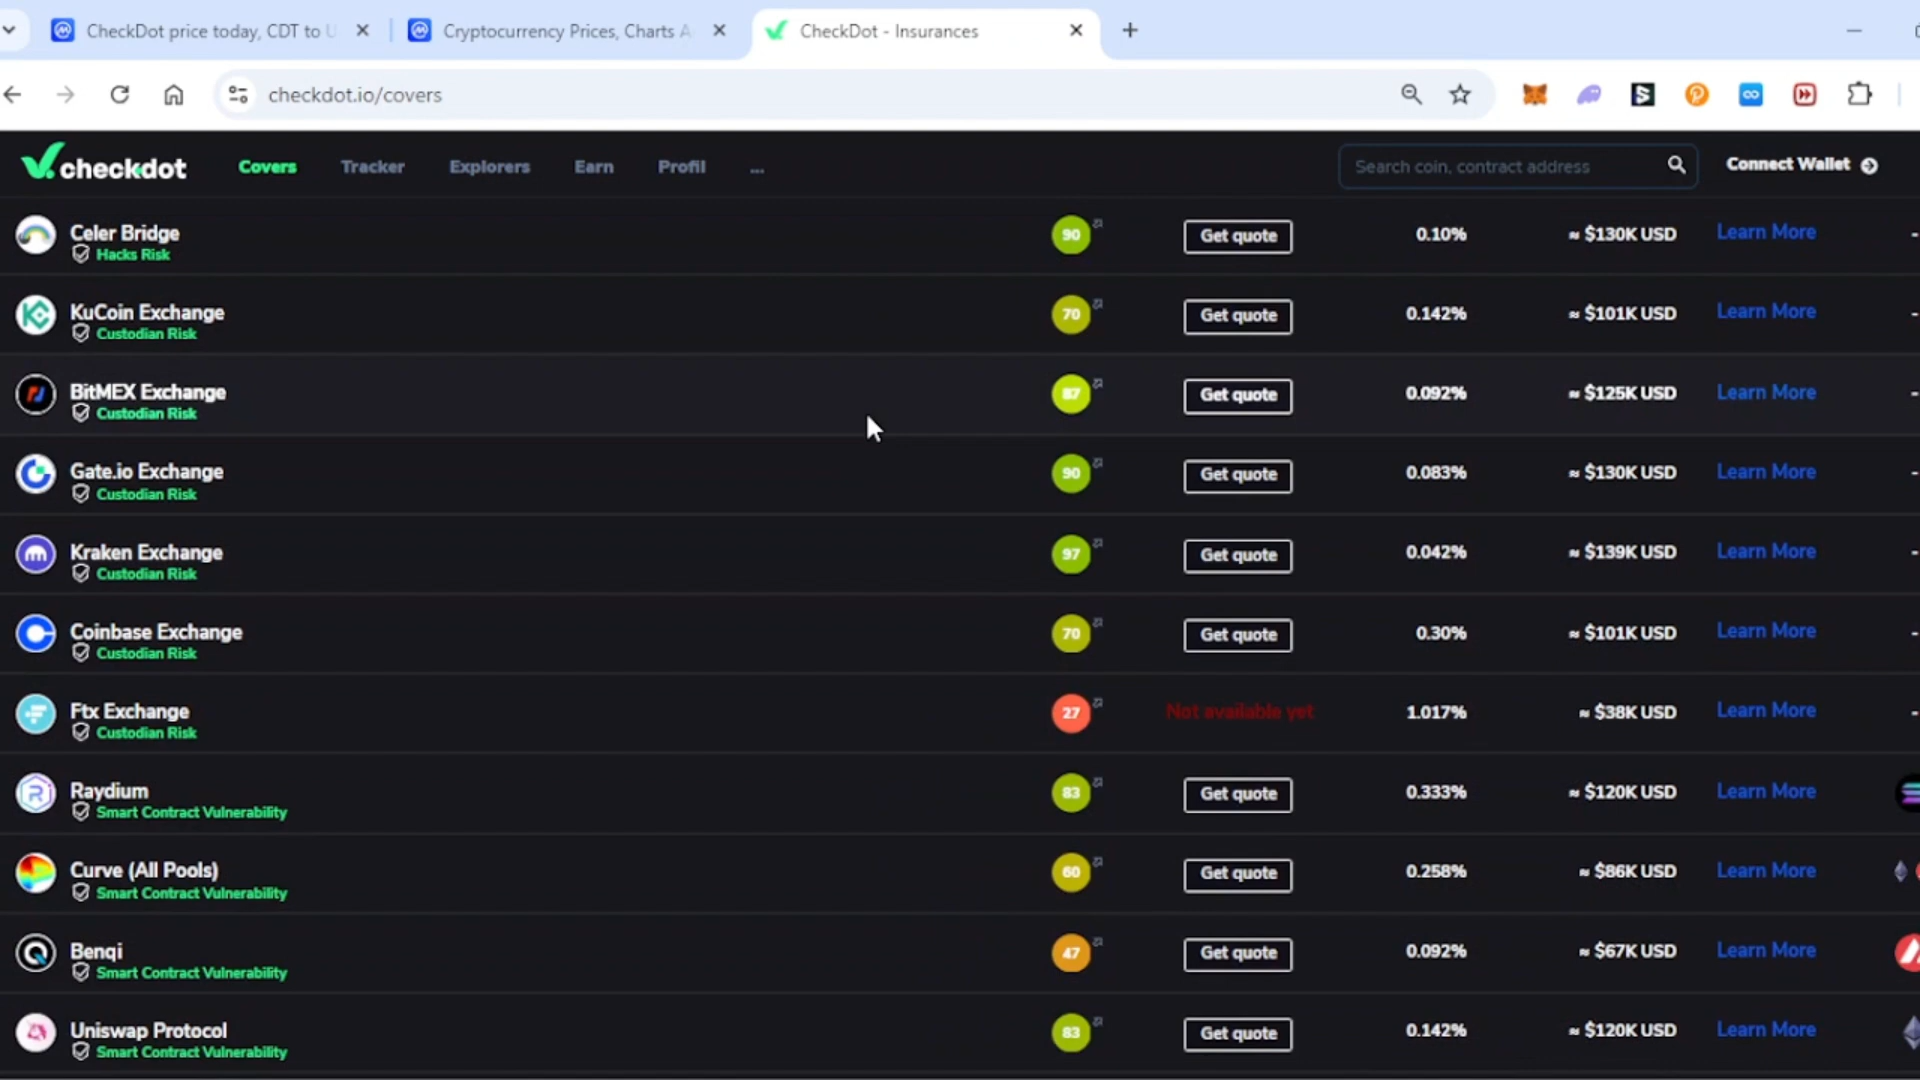 CheckDot price today, CDT to U
Cryptocurrency Prices, Charts A
CheckDot - Insurances
checkdot.io/covers
checkdot
Covers
Tracker
Explorers
Earn
Profil
...
Search coin, contract address
Connect Wallet
Celer Bridge
Hacks Risk
90
Get quote
0.10%
≈ $130K USD
Learn More
-
KuCoin Exchange
Custodian Risk
70
Get quote
0.142%
≈ $101K USD
Learn More
-
BitMEX Exchange
Custodian Risk
87
Get quote
0.092%
≈ $125K USD
Learn More
-
Gate.io Exchange
Custodian Risk
90
Get quote
0.083%
≈ $130K USD
Learn More
-
Kraken Exchange
Custodian Risk
97
Get quote
0.042%
≈ $139K USD
Learn More
-
Coinbase Exchange
Custodian Risk
70
Get quote
0.30%
≈ $101K USD
Learn More
-
Ftx Exchange
Custodian Risk
27
Not available yet
1.017%
≈ $38K USD
Learn More
-
Raydium
Smart Contract Vulnerability
83
Get quote
0.333%
≈ $120K USD
Learn More
Curve (All Pools)
Smart Contract Vulnerability
60
Get quote
0.258%
≈ $86K USD
Learn More
Benqi
Smart Contract Vulnerability
47
Get quote
0.092%
≈ $67K USD
Learn More
Uniswap Protocol
Smart Contract Vulnerability
83
Get quote
0.142%
≈ $120K USD
Learn More